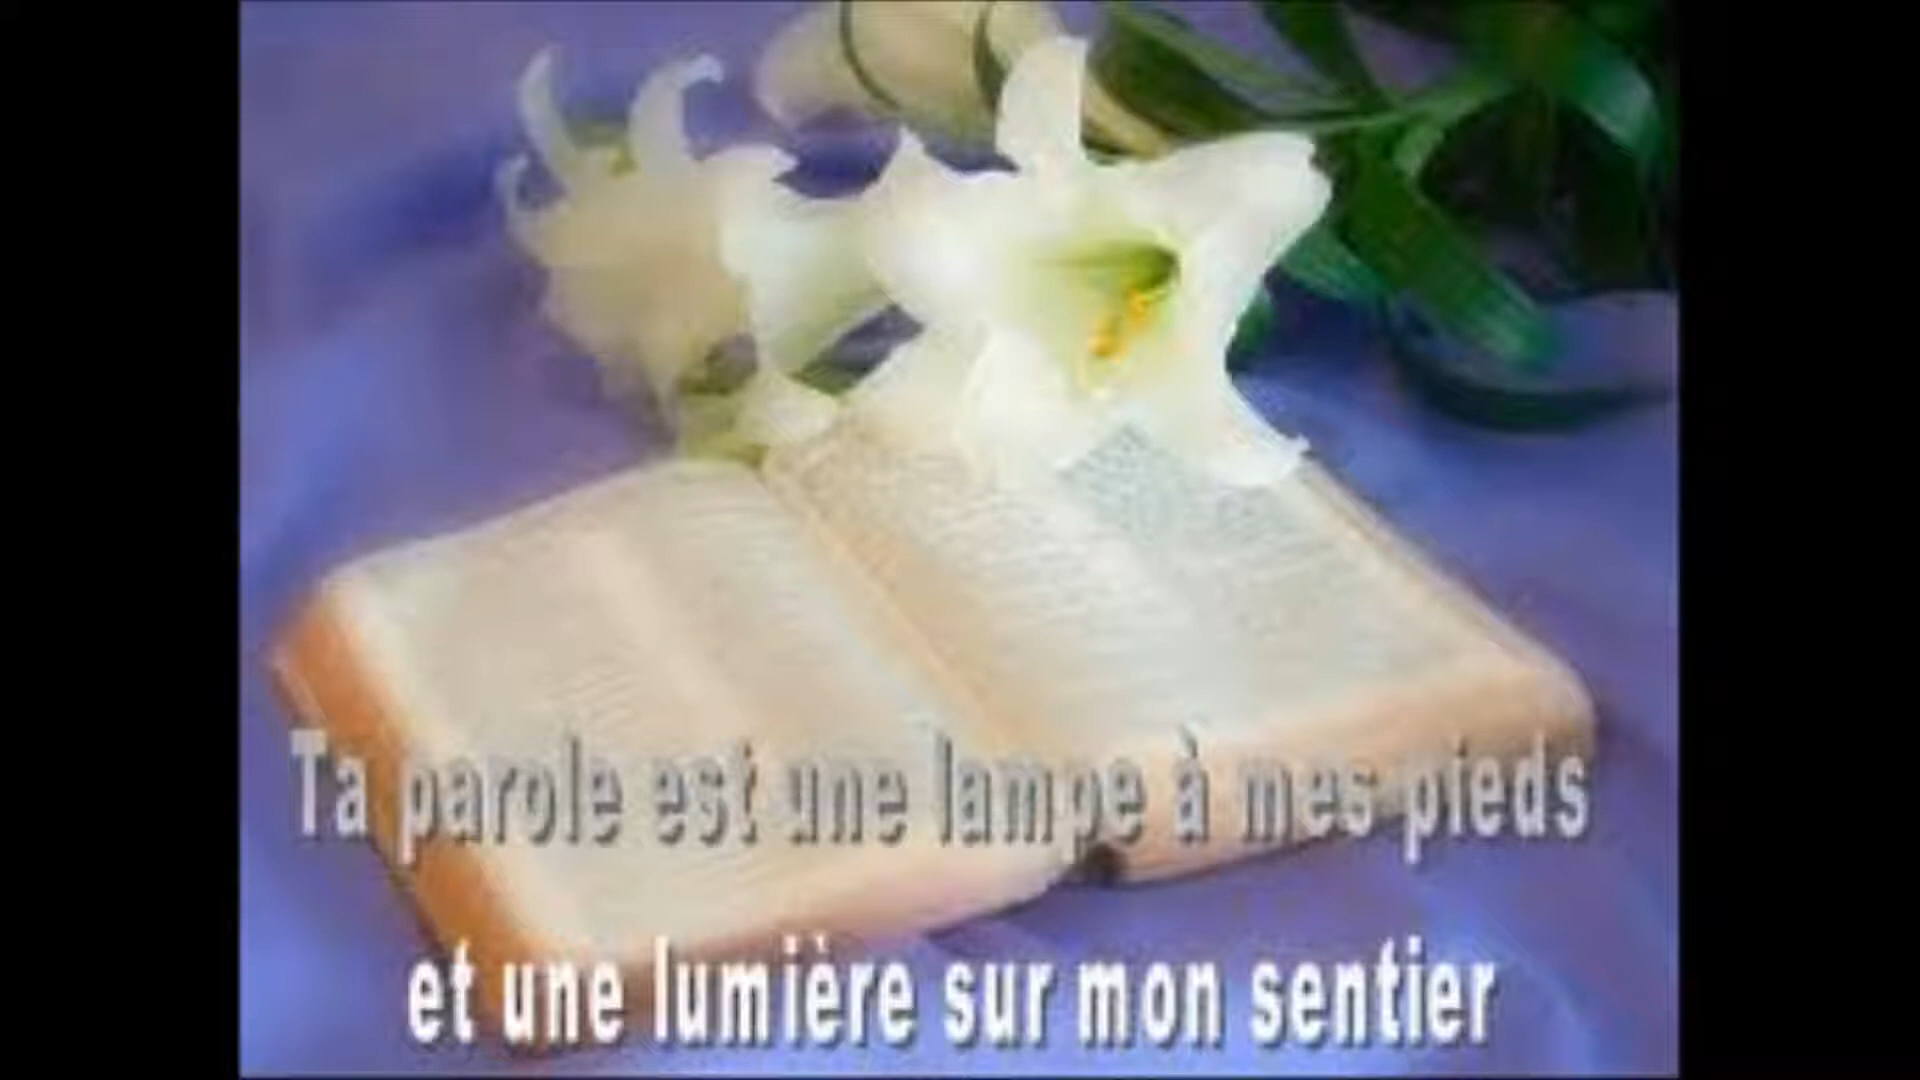 Ta parole est une lampe à mes pieds
et une lumière sur mon sentier